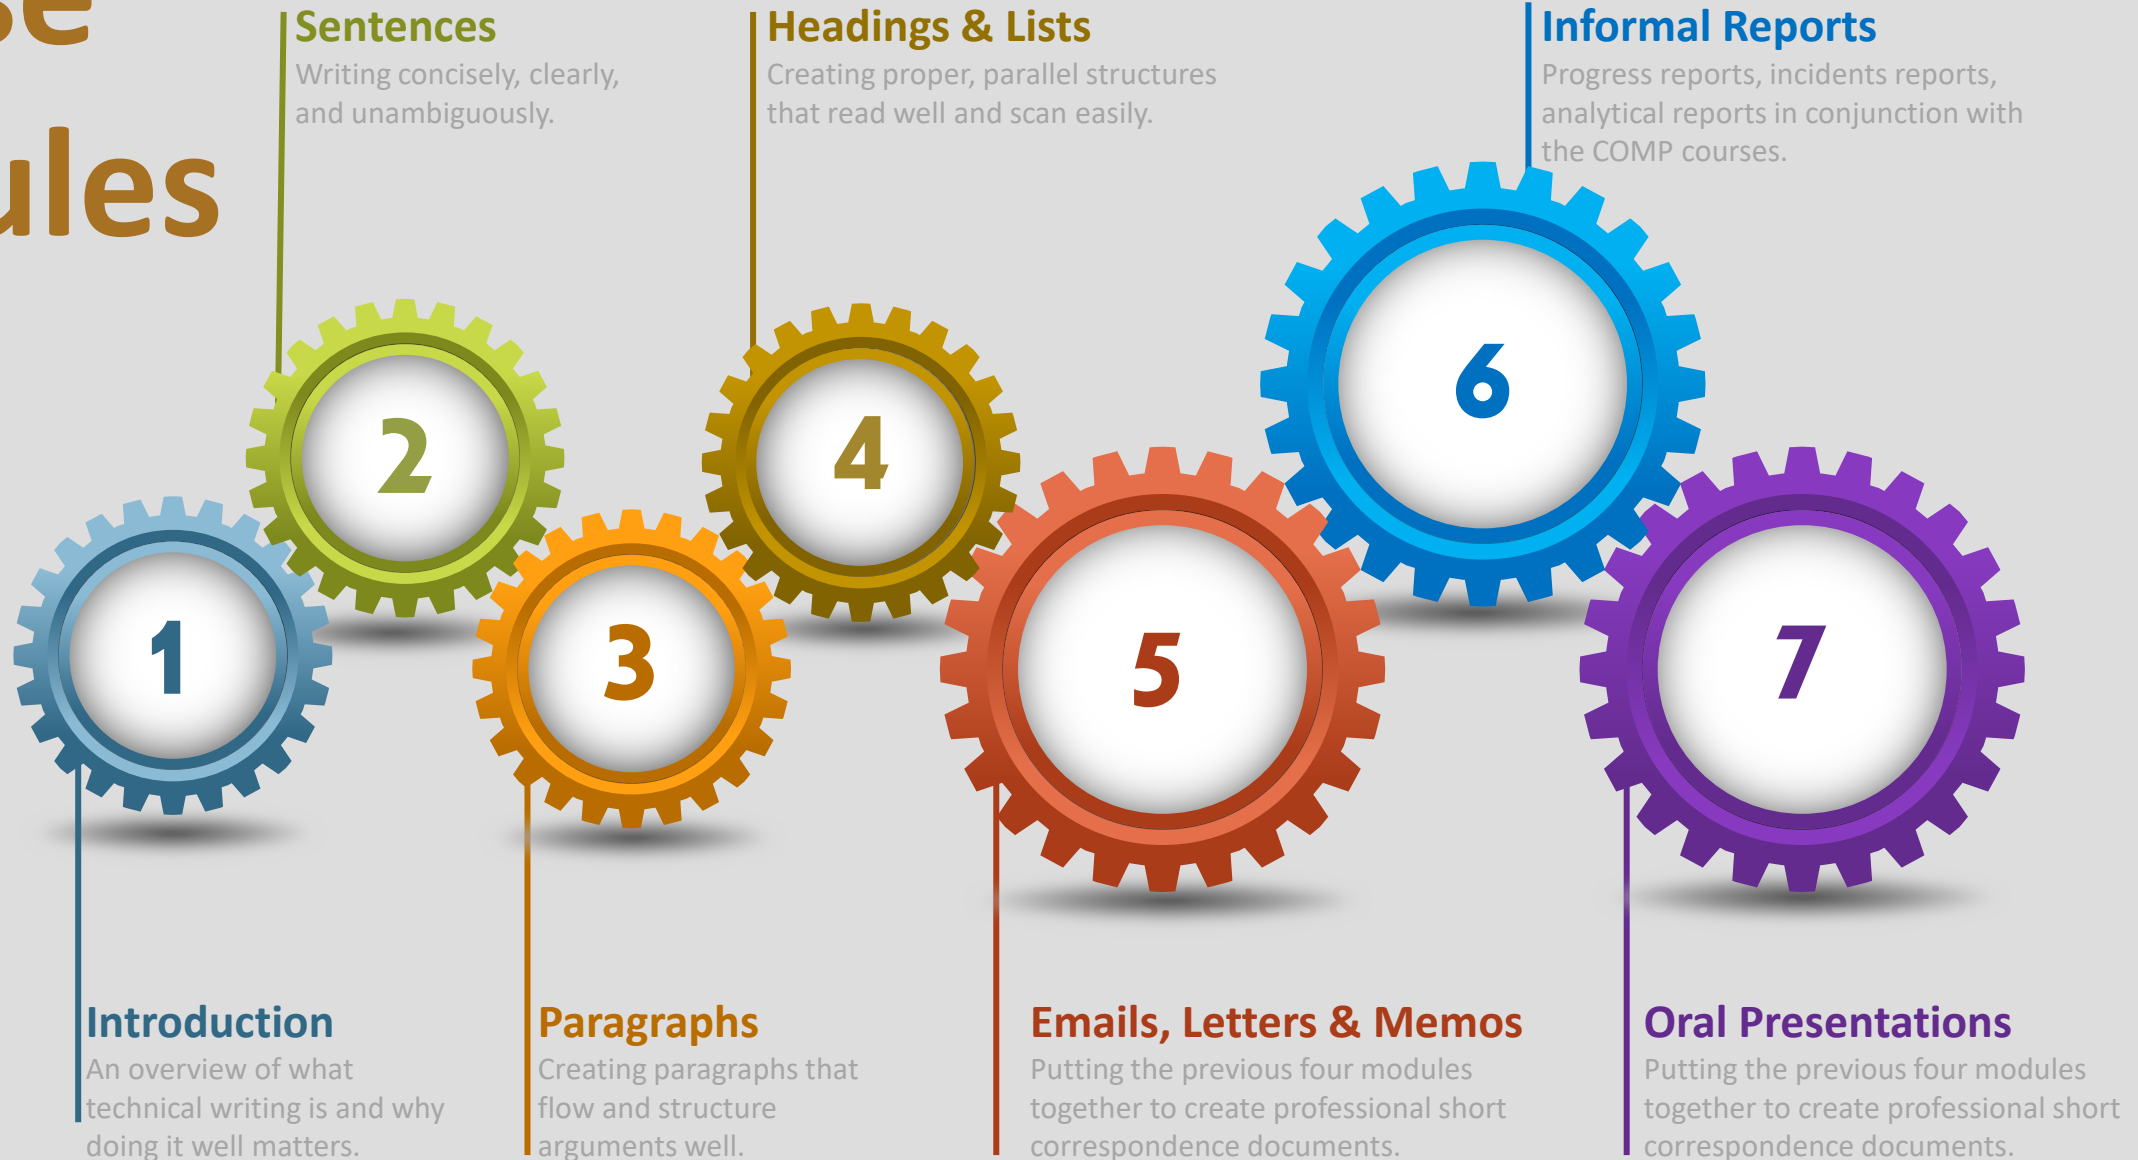 se
ules
Sentences
Writing concisely, clearly,
and unambiguously.
Headings & Lists
Creating proper, parallel structures
that read well and scan easily.
Informal Reports
Progress reports, incidents reports,
analytical reports in conjunction with
the COMP courses.
2
4
6
1
3
5
7
Introduction
An overview of what
technical writing is and why
doing it well matters.
Paragraphs
Creating paragraphs that
flow and structure
arguments well.
Emails, Letters & Memos
Putting the previous four modules
together to create professional short
correspondence documents.
Oral Presentations
Putting the previous four modules
together to create professional short
correspondence documents.